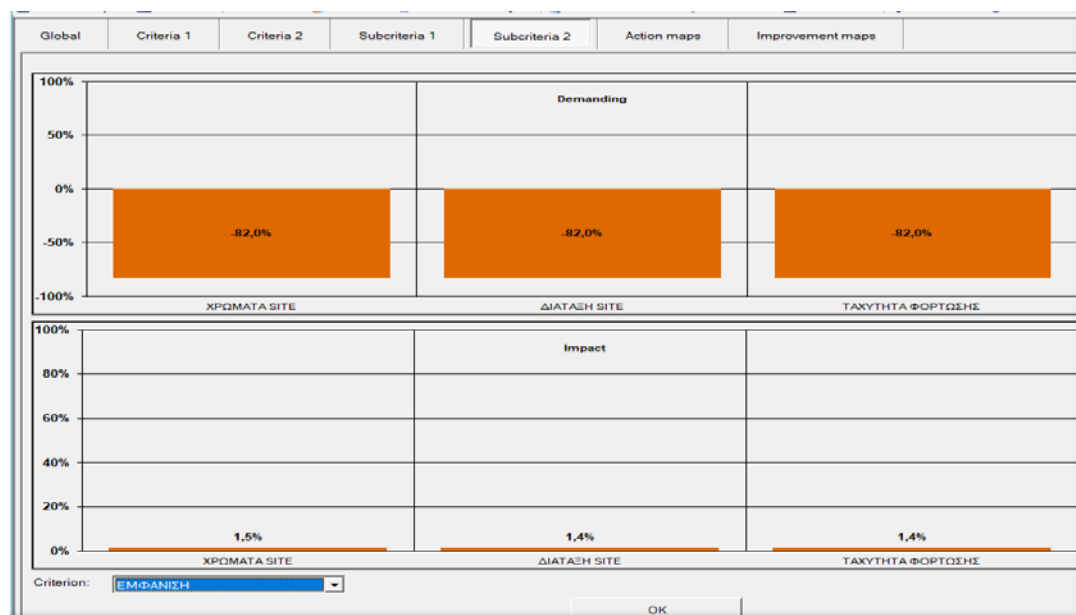 Global Criteria 1 Criteria 2 Subcriteria 1 Subcriteria 2 Action maps Improvement maps
100%
Demanding
50%
0%
-82,0% -82,0% -82,0%
-50%
-100%
ΧΡΩΜΑΤΑ SITE ΔΙΑΤΑΞΗ SITE ΤΑΧΥΤΗΤΑ ΦΟΡΤΩΣΗΣ
100%
Impact
80%
60%
40%
20%
1,5% 1,4% 1,4%
0%
ΧΡΩΜΑΤΑ SITE ΔΙΑΤΑΞΗ SITE ΤΑΧΥΤΗΤΑ ΦΟΡΤΩΣΗΣ
Criterion: ΕΜΦΑΝΙΣΗ
OK